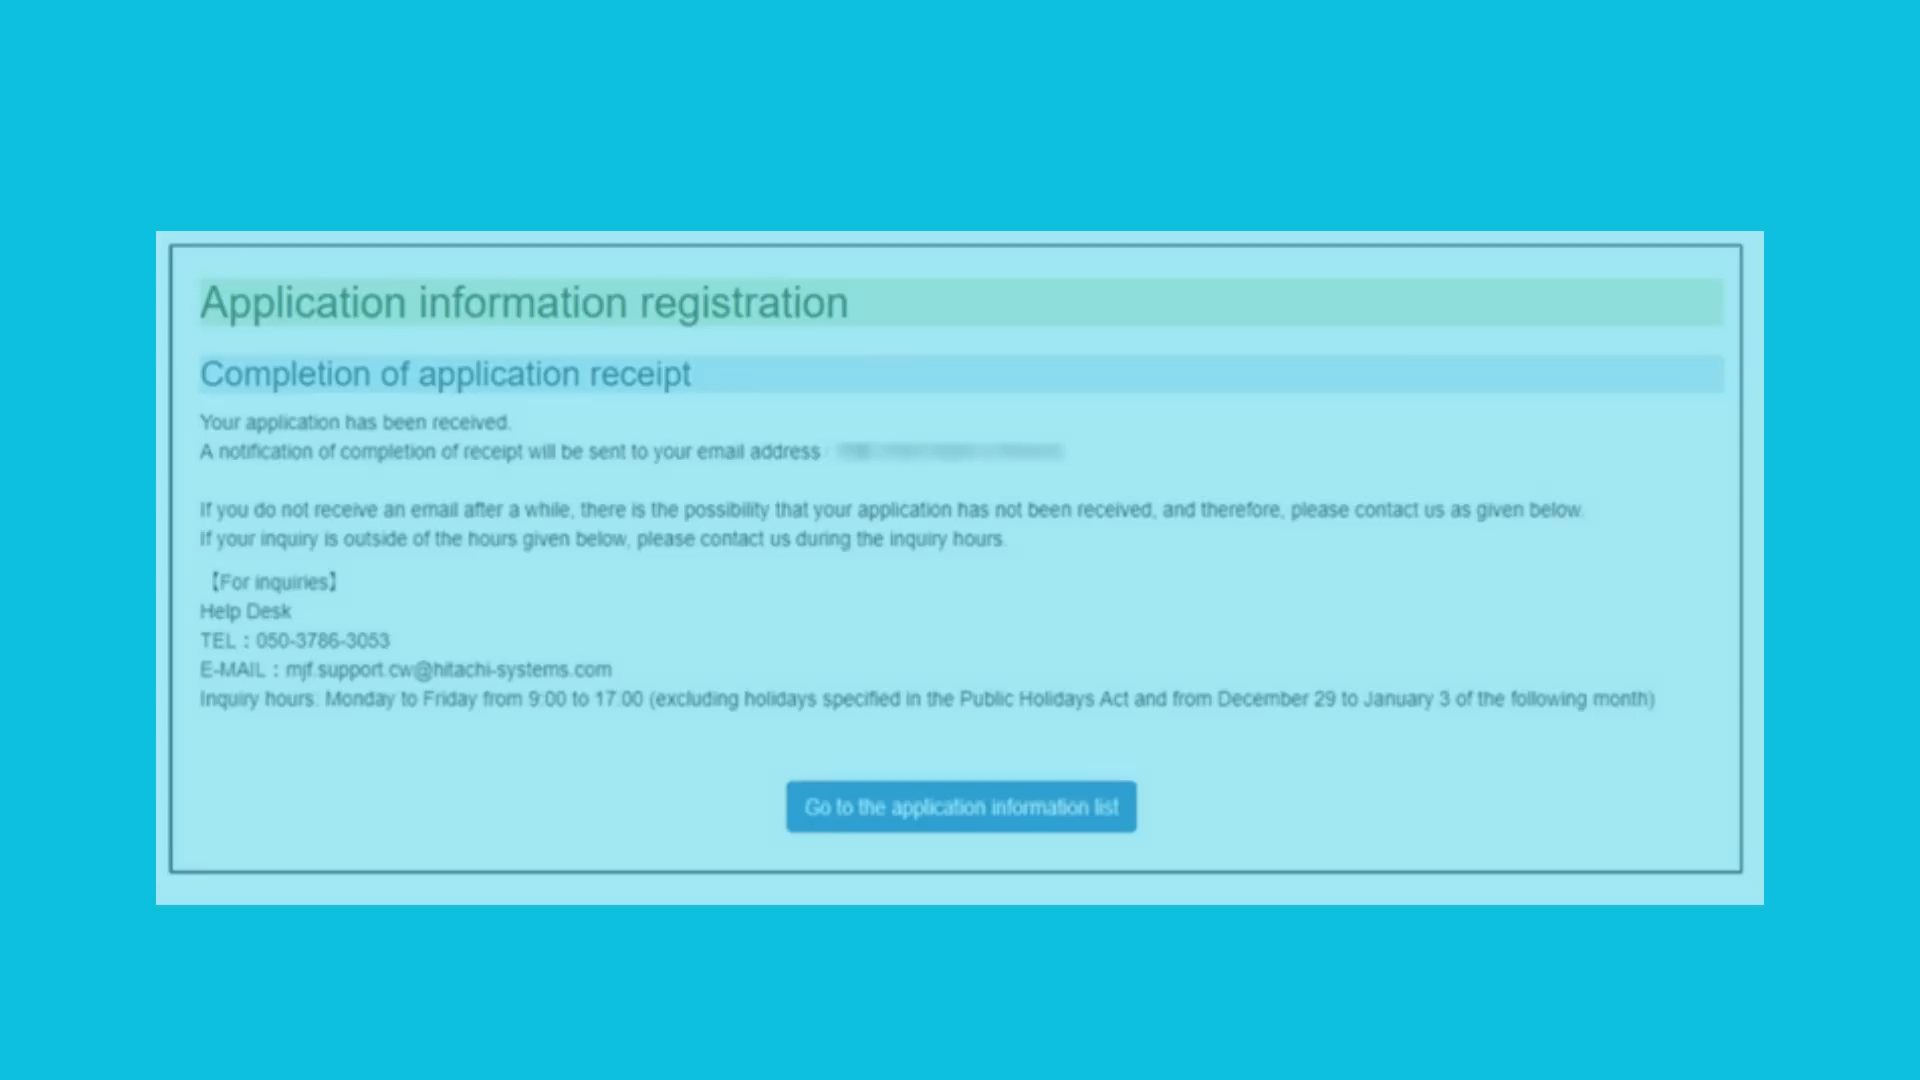 Application information registration
Completion of application receipt
Your application has been received.
A notification of completion of receipt will be sent to your email address
If you do not receive an email after a while, there is the possibility that your application has not been received, and therefore, please contact us as given below.
If your inquiry is outside of the hours given below, please contact us during the inquiry hours.
【For inquiries】
Help Desk
TEL：050-3786-3053
E-MAIL：mjf.support.cw@hitachi-systems.com
Inquiry hours: Monday to Friday from 9:00 to 17:00 (excluding holidays specified in the Public Holidays Act and from December 29 to January 3 of the following month)
Go to the application information list